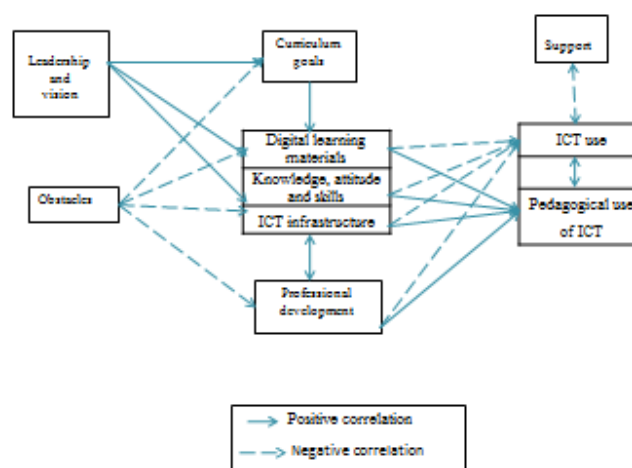 Leadership
and
vision
Curriculum
goals
Support
Digital learning
materials
Knowledge, attitude
and skills
ICT infrastructure
ICT use
Pedagogical use
of ICT
Obstacles
Professional
development
Positive correlation
Negative correlation